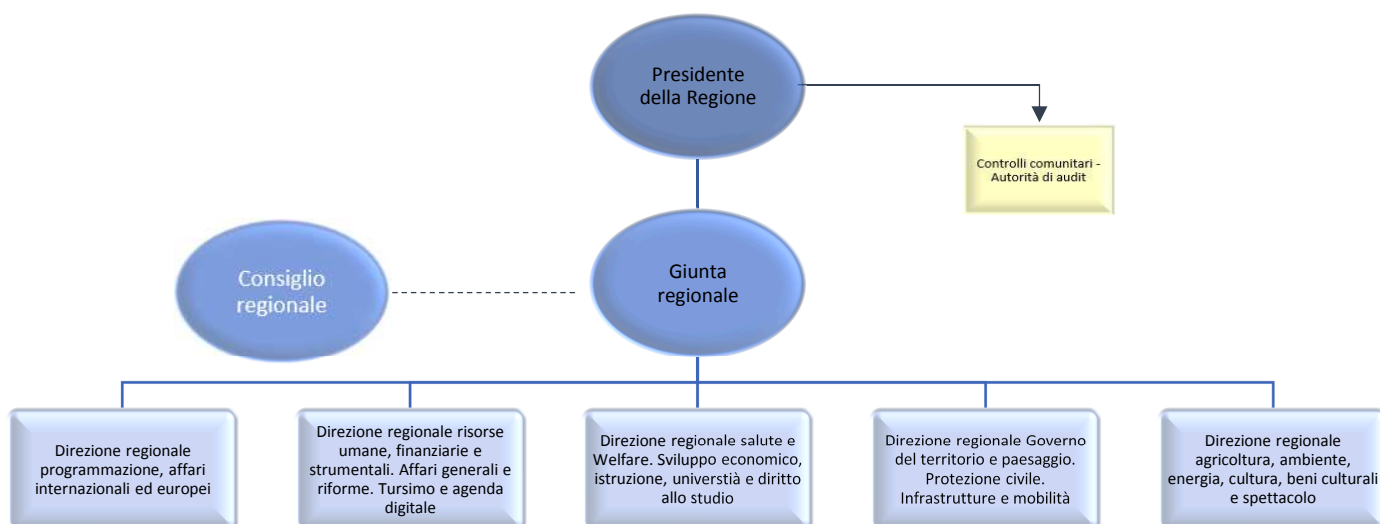 Presidente
della Regione
Controlli comunitari -
Autorità di audit
Consiglio
regionale
Giunta
regionale
Direzione regionale
programmazione, affari
internazionali ed europei
Direzione regionale risorse
umane, finanziarie e
strumentali. Affari generali e
riforme. Tursimo e agenda
digitale
Direzione regionale salute e
Welfare. Sviluppo economico,
istruzione, universtià e diritto
allo studio
Direzione regionale Governo
del territorio e paesaggio.
Protezione civile.
Infrastrutture e mobilità
Direzione regionale
agricoltura, ambiente,
energia, cultura, beni culturali
e spettacolo